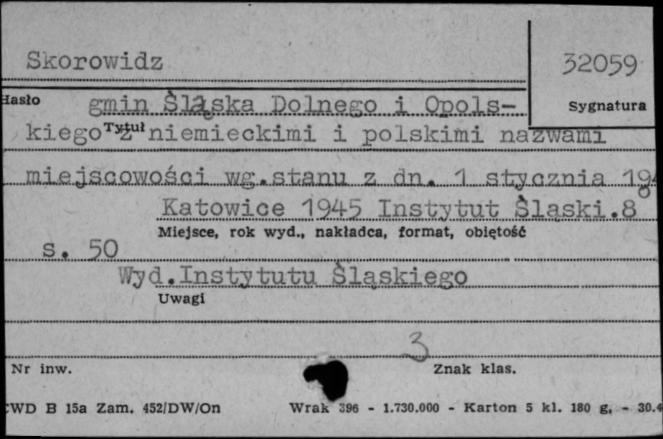 Skorowidz
32059
Hasło
Sygnatura
gmin Śląska Dolnego i Opols-
kiego z niemieckimi i polskimi nazwami
Tytuł
miejscowości wg.stanu z dn. 1 stycznia
Katowice 1945 Instytut Śląski.8°
Miejsce, rok wyd., nakładca, format, objętość
s. 50
Wyd.Instytutu Śląskiego
Uwagi
3
Nr inw.
Znak klas.
CWD B 15a Zam. 452/DW/On
Wrak 396 - 1.730.000 - Karton 5 kl. 180 g, - 30.4